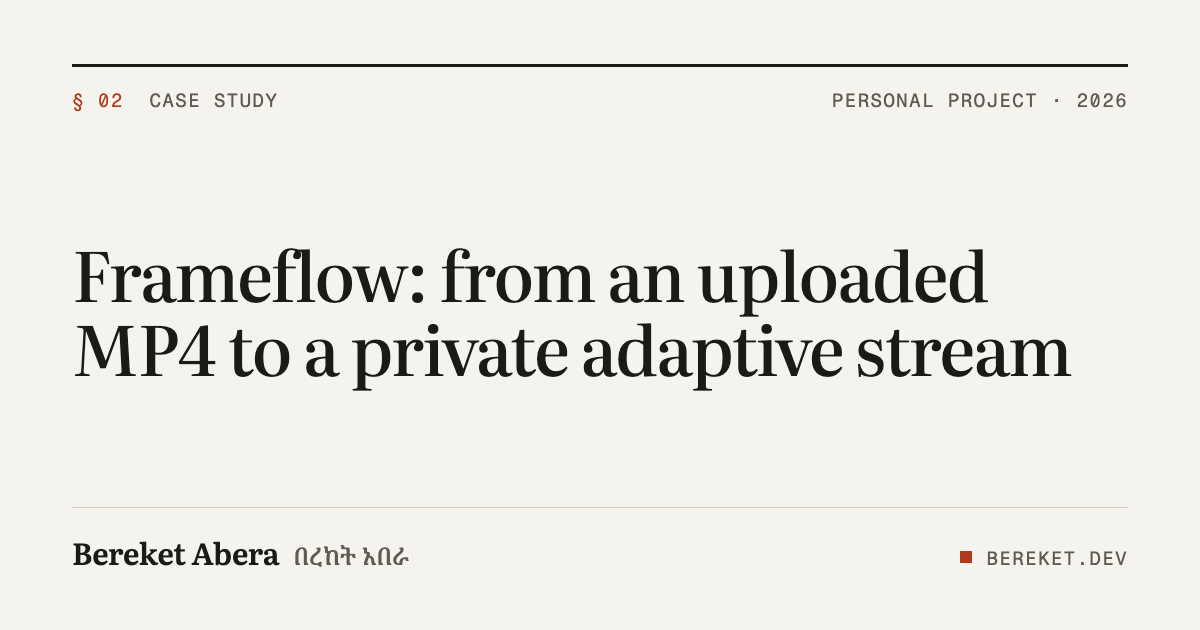 § 02 CASE STUDY
PERSONAL PROJECT · 2026
Frameflow: from an uploaded
MP4 to a private adaptive stream
Bereket Abera በረከት አበራ
BEREKET.DEV